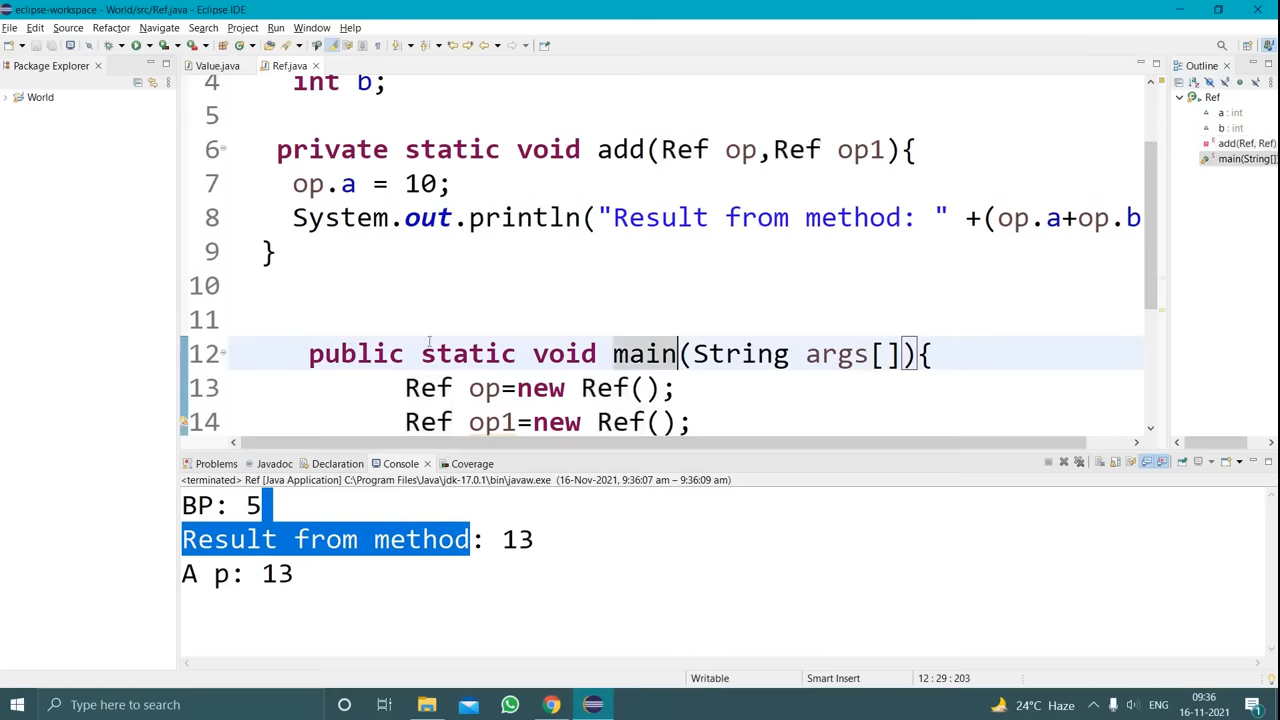 eclipse-workspace - World/src/Ref.java - Eclipse IDE
File Edit Source Refactor Navigate Search Project Run Window Help
Package Explorer
World
Value.java Ref.java
4 int b;
5
6 private static void add(Ref op,Ref op1){
7 op.a = 10;
8 System.out.println("Result from method: " +(op.a+op.b
9 }
10
11
12 public static void main(String args[]){
13 Ref op=new Ref();
14 Ref op1=new Ref();
Outline
Ref
a : int
b : int
add(Ref, Ref)
main(String[]
Problems Javadoc Declaration Console Coverage
<terminated> Ref [Java Application] C:\Program Files\Java\jdk-17.0.1\bin\javaw.exe (16-Nov-2021, 9:36:07 am – 9:36:09 am)
BP: 5
Result from method: 13
A p: 13
Writable Smart Insert 12 : 29 : 203
Type here to search
24°C Haze
ENG
09:36
16-11-2021